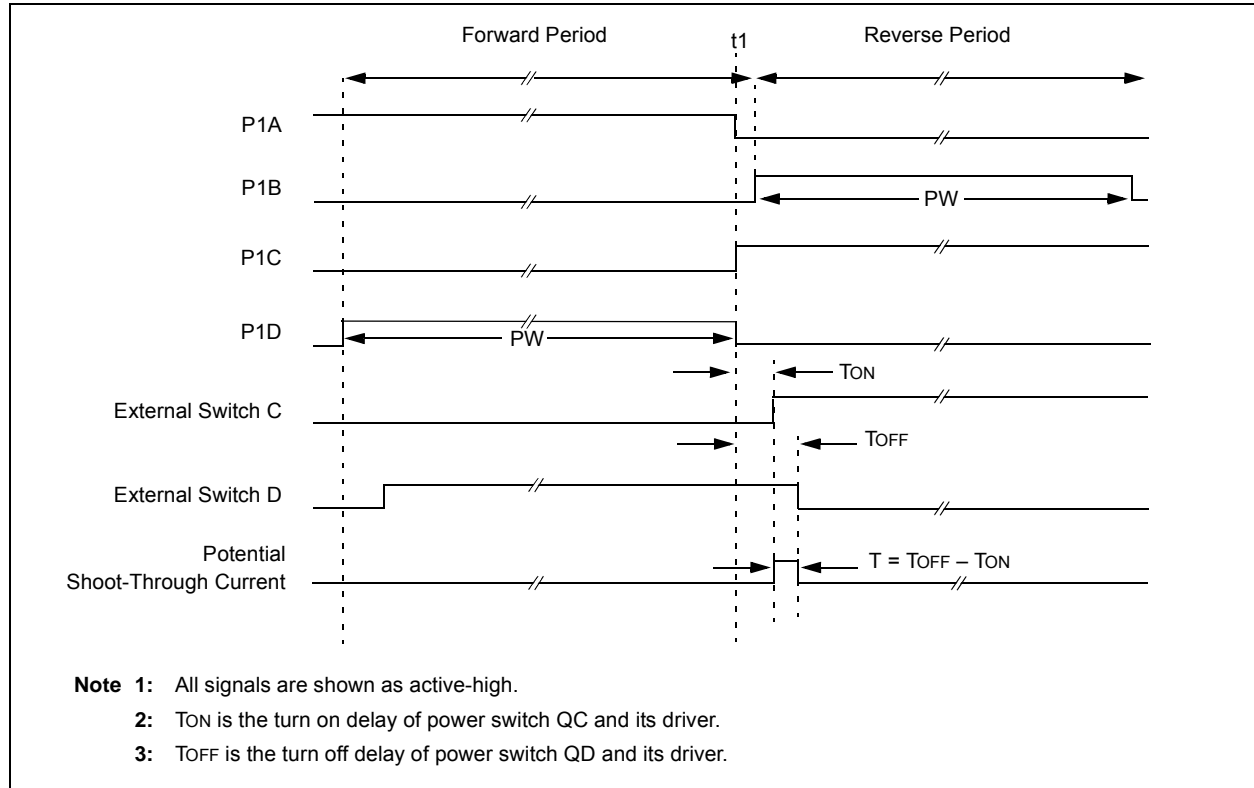 Forward Period
t1
Reverse Period
P1A
P1B
PW
P1C
P1D
PW
TON
External Switch C
TOFF
External Switch D
Potential
Shoot-Through Current
T = TOFF – TON
Note 1: All signals are shown as active-high.
2: TON is the turn on delay of power switch QC and its driver.
3: TOFF is the turn off delay of power switch QD and its driver.